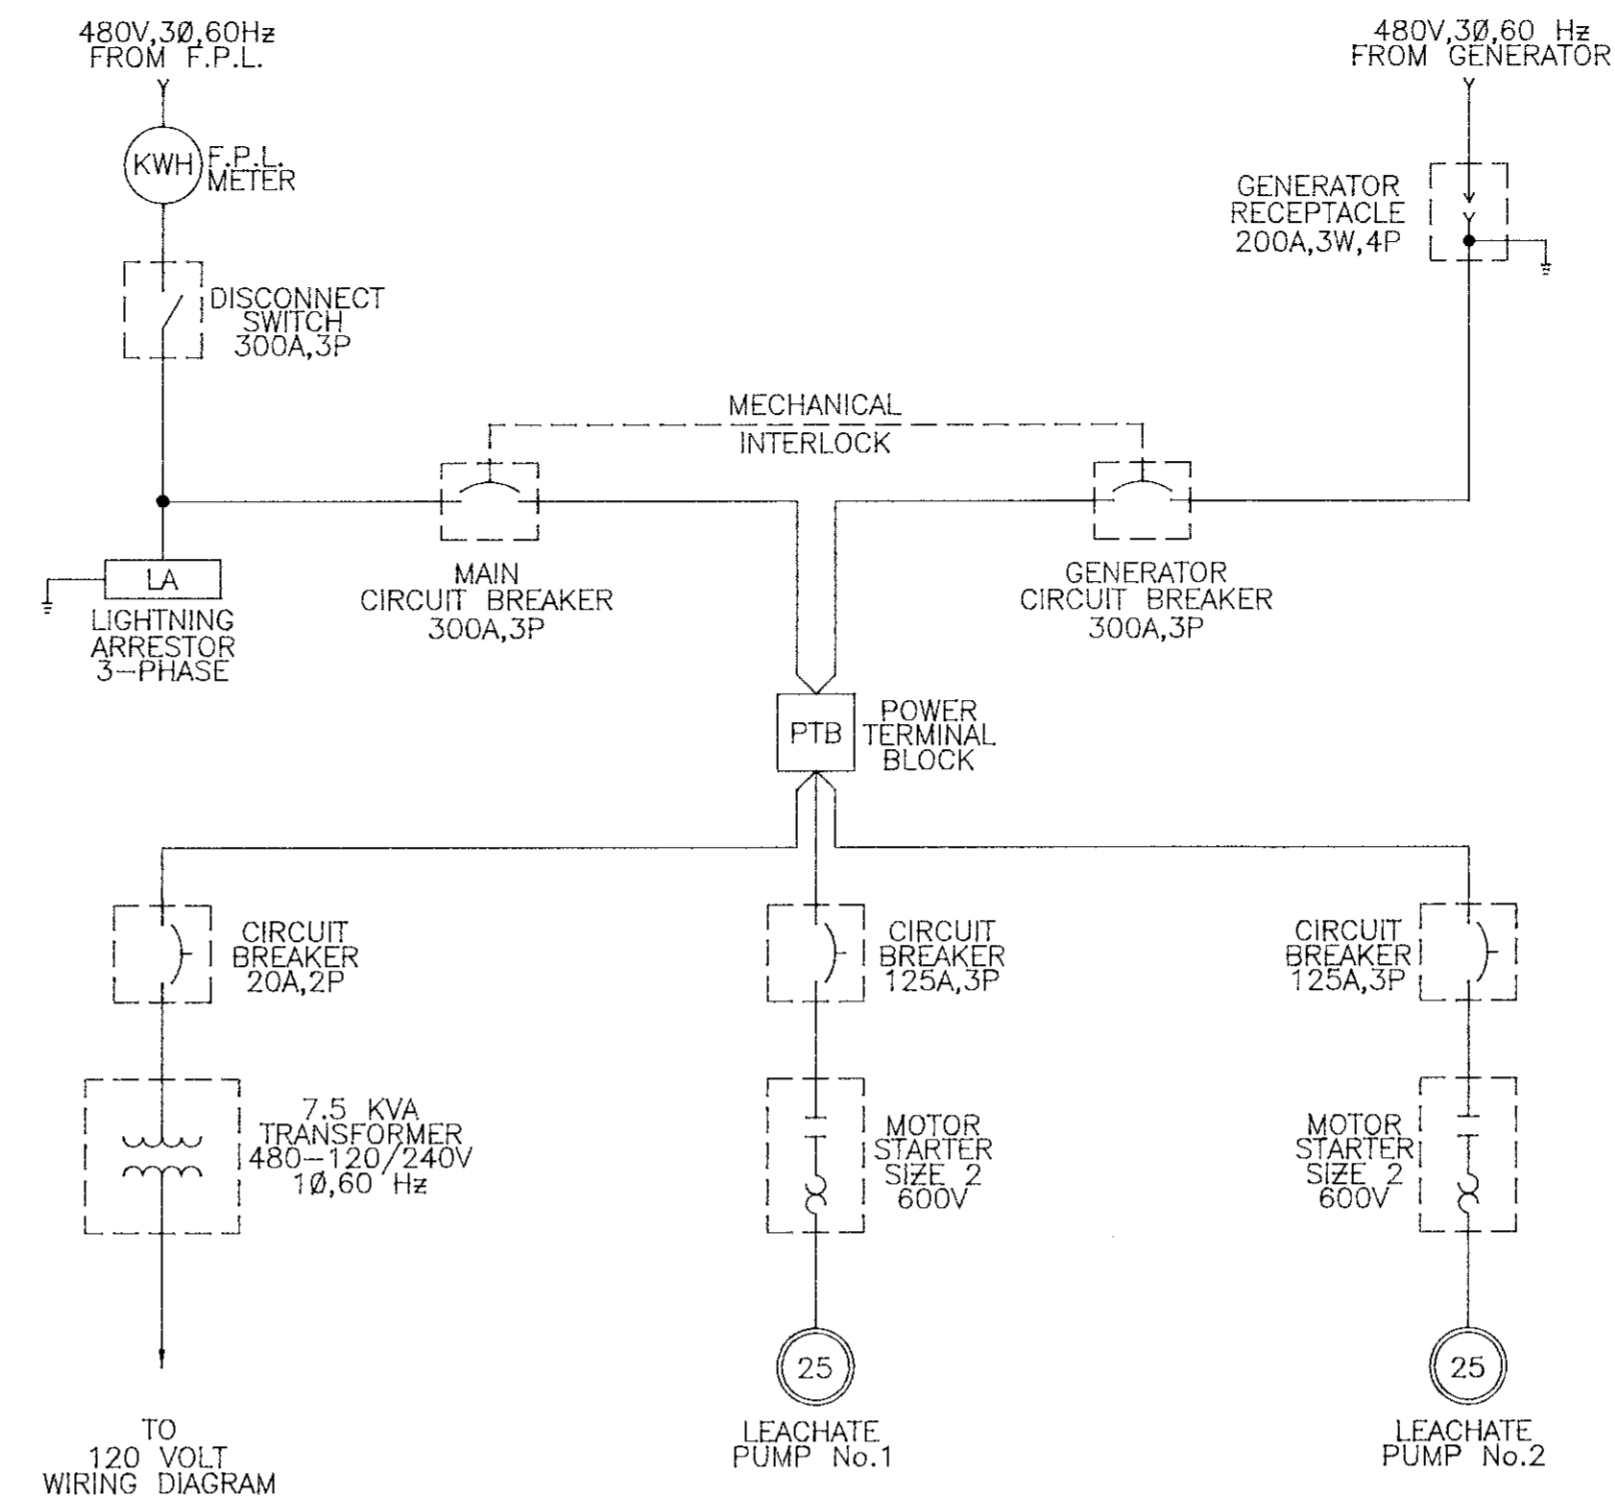 480V,3Ø,60Hz
FROM F.P.L.
480V,3Ø,60 Hz
FROM GENERATOR
KWH
F.P.L.
METER
GENERATOR
RECEPTACLE
200A,3W,4P
DISCONNECT
SWITCH
300A,3P
MECHANICAL
INTERLOCK
LA
LIGHTNING
ARRESTOR
3-PHASE
MAIN
CIRCUIT BREAKER
300A,3P
GENERATOR
CIRCUIT BREAKER
300A,3P
PTB
POWER
TERMINAL
BLOCK
CIRCUIT
BREAKER
20A,2P
CIRCUIT
BREAKER
125A,3P
CIRCUIT
BREAKER
125A,3P
7.5 KVA
TRANSFORMER
480-120/240V
1Ø,60 Hz
MOTOR
STARTER
SIZE 2
600V
MOTOR
STARTER
SIZE 2
600V
25
25
TO
120 VOLT
WIRING DIAGRAM
LEACHATE
PUMP No.1
LEACHATE
PUMP No.2